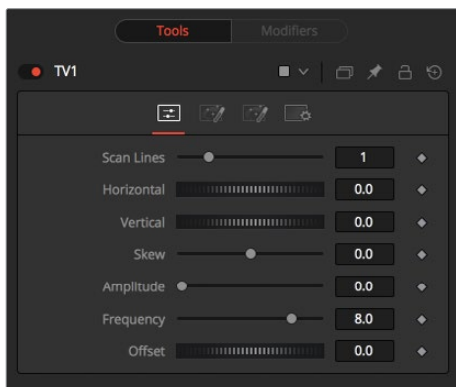 Tools Modifiers
TV1
Scan Lines 1
Horizontal 0.0
Vertical 0.0
Skew 0.0
Amplitude 0.0
Frequency 8.0
Offset 0.0